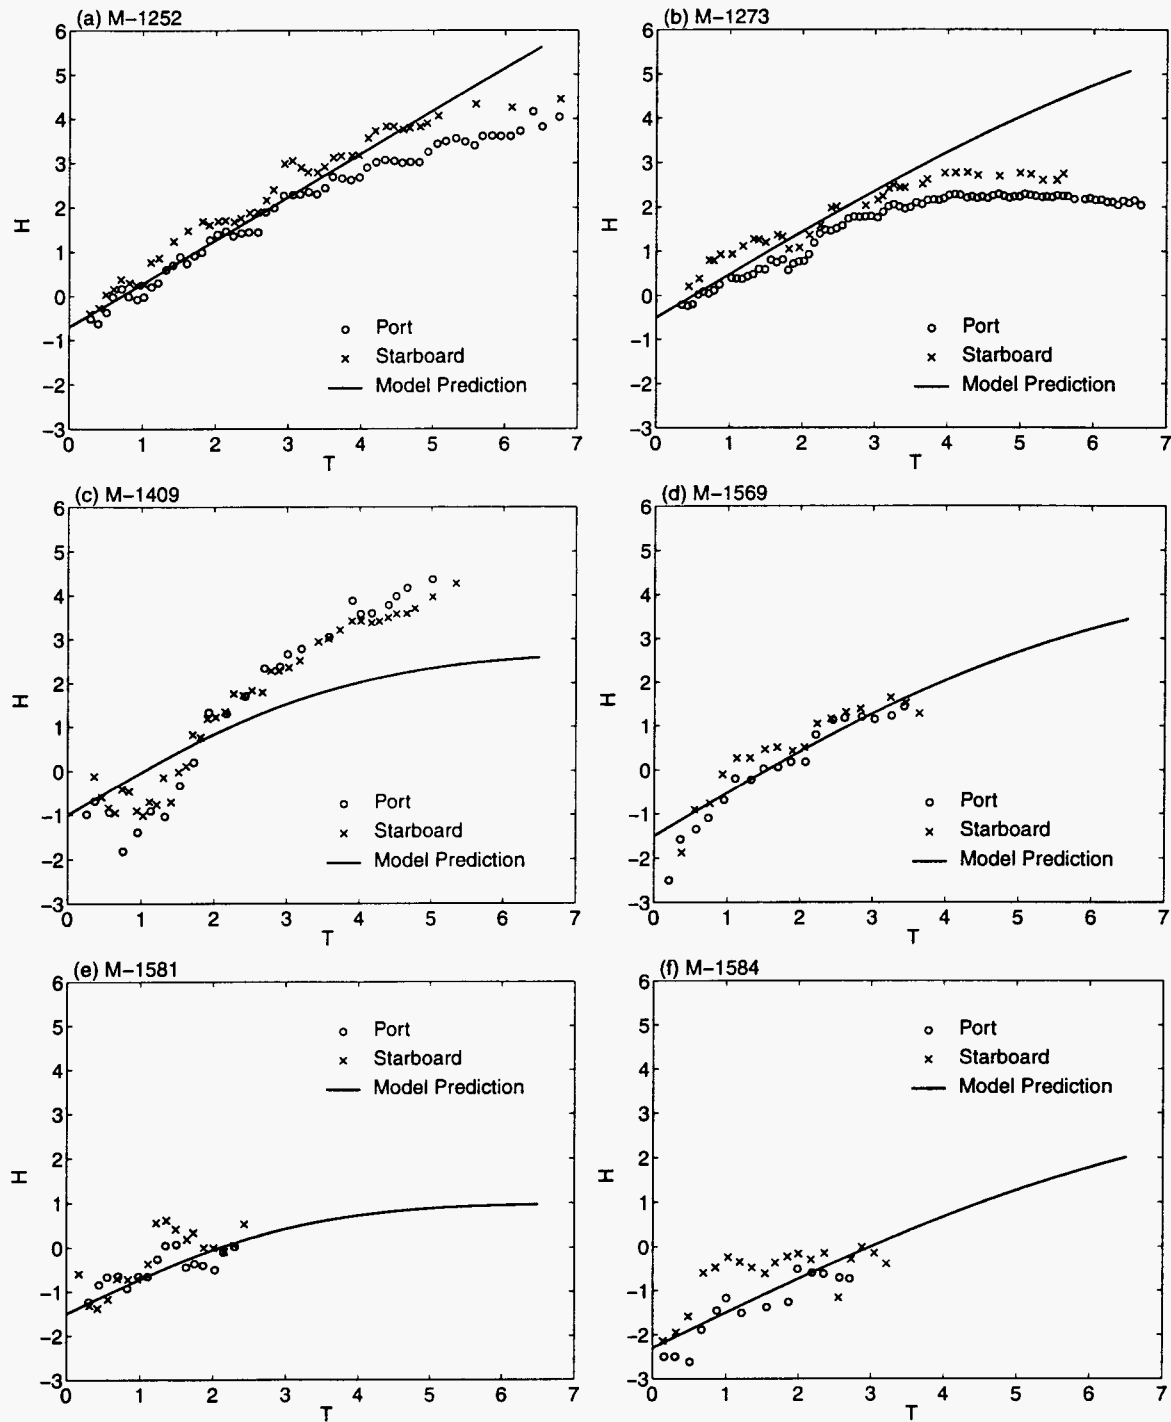 (a) M–1252
6
5
4
3
2
1
0
–1
–2
–3
H
Port
Starboard
Model Prediction
0 1 2 3 4 5 6 7
T
(b) M–1273
6
5
4
3
2
1
0
–1
–2
–3
H
Port
Starboard
Model Prediction
0 1 2 3 4 5 6 7
T
(c) M–1409
6
5
4
3
2
1
0
–1
–2
–3
H
Port
Starboard
Model Prediction
0 1 2 3 4 5 6 7
T
(d) M–1569
6
5
4
3
2
1
0
–1
–2
–3
H
Port
Starboard
Model Prediction
0 1 2 3 4 5 6 7
T
(e) M–1581
6
5
4
3
2
1
0
–1
–2
–3
H
Port
Starboard
Model Prediction
0 1 2 3 4 5 6 7
T
(f) M–1584
6
5
4
3
2
1
0
–1
–2
–3
H
Port
Starboard
Model Prediction
0 1 2 3 4 5 6 7
T